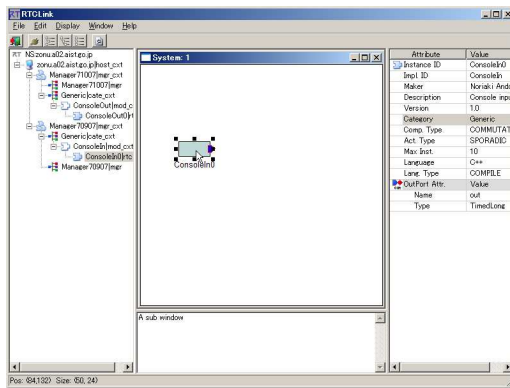 RTCLink
File Edit Display Window Help
NS:zonu.a02.aist.go.jp
zonu.a02.aist.go.jp|host_cxt
Manager71007|mgr_cxt
Manager71007|mgr
Generic|cate_cxt
ConsoleOut|mod_c
ConsoleOut0|rt
Manager70907|mgr_cxt
Generic|cate_cxt
ConsoleIn|mod_cxt
ConsoleIn0|rtc
Manager70907|mgr
System: 1
ConsoleIn0
A sub window
Attribute Value
Instance ID ConsoleIn0
Impl. ID ConsoleIn
Maker Noriaki Ando
Description Console inpu
Version 1.0
Category Generic
Comp. Type COMMUTAT
Act. Type SPORADIC
Max Inst. 10
Language C++
Lang. Type COMPILE
OutPort Attr. Value
Name out
Type TimedLong
Pos: (84,132) Size: (50, 24)